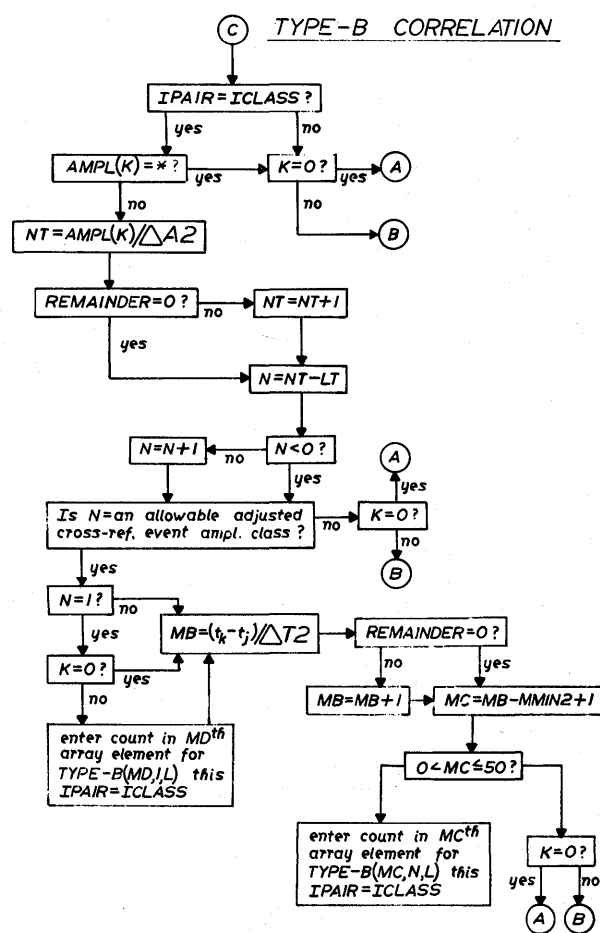 C TYPE-B CORRELATION
IPAIR=ICLASS?
yes no
AMPL(K)=*? yes K=0? yes A
no no
NT=AMPL(K)/△A2 B
REMAINDER=0? no NT=NT+1
yes
N=NT-LT
N=N+1 no N<0? A
yes yes
Is N=an allowable adjusted
cross-ref. event ampl. class? no K=0?
yes no
B
N=1? no
yes
MB=(tk-tj)/△T2 REMAINDER=0?
K=0? yes no yes
no
MB=MB+1 MC=MB-MMIN2+1
enter count in MDth
array element for
TYPE-B(MD,I,L) this
IPAIR=ICLASS
0<MC≤50?
enter count in MCth
array element for
TYPE-B(MC,N,L) this
IPAIR=ICLASS
K=0?
yes no
A B